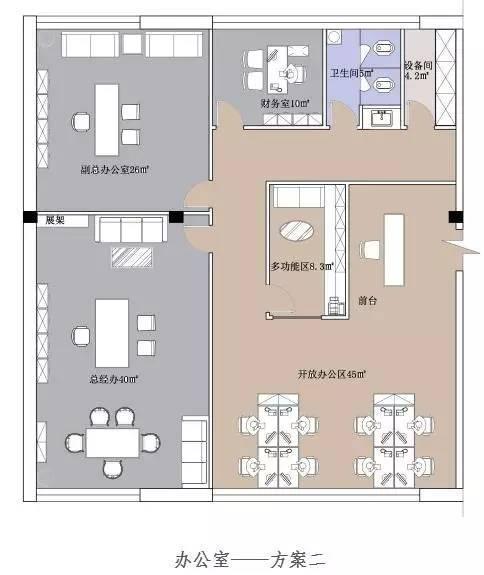 卫生间5㎡
设备间
4.2㎡
财务室10㎡
副总办公室26㎡
展架
多功能区8.3㎡
前台
总经办40㎡
开放办公区45㎡
办公室——方案二